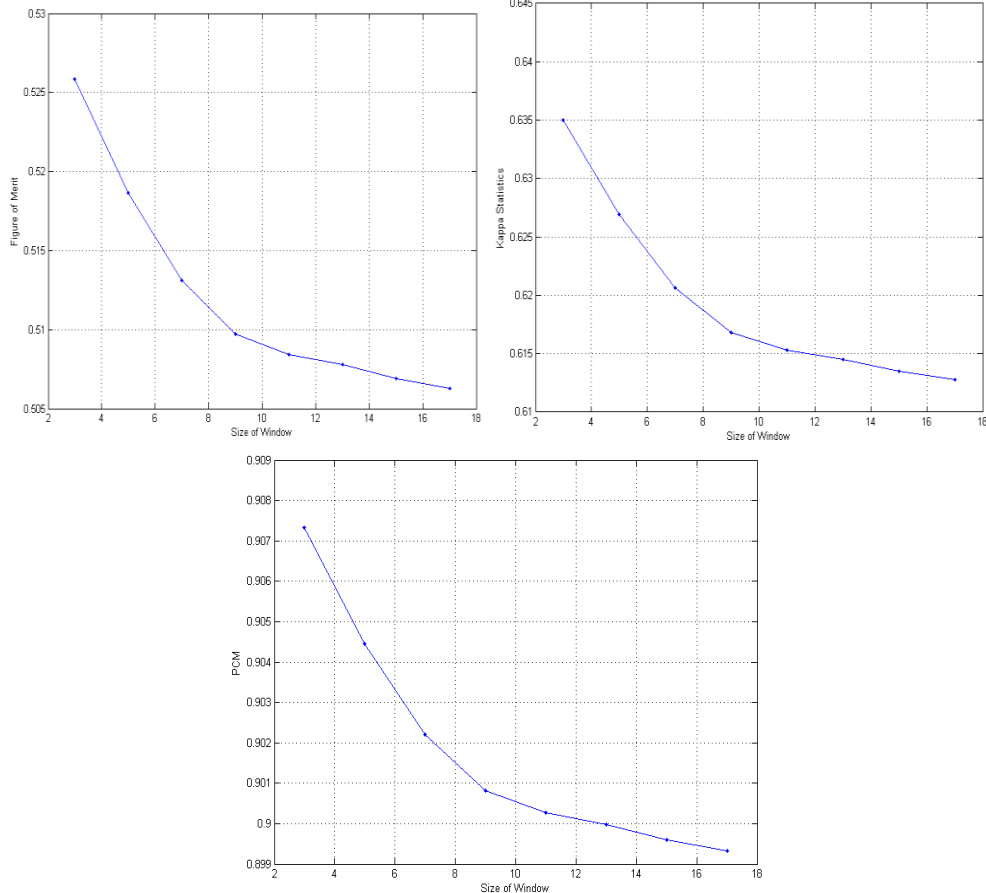 0.53
0.525
0.52
0.515
0.51
0.505
Figure of Merit
2 4 6 8 10 12 14 16 18
Size of Window
0.645
0.64
0.635
0.63
0.625
0.62
0.615
0.61
Kappa Statistics
2 4 6 8 10 12 14 16 18
Size of Window
0.909
0.908
0.907
0.906
0.905
0.904
0.903
0.902
0.901
0.9
0.899
PCM
2 4 6 8 10 12 14 16 18
Size of Window